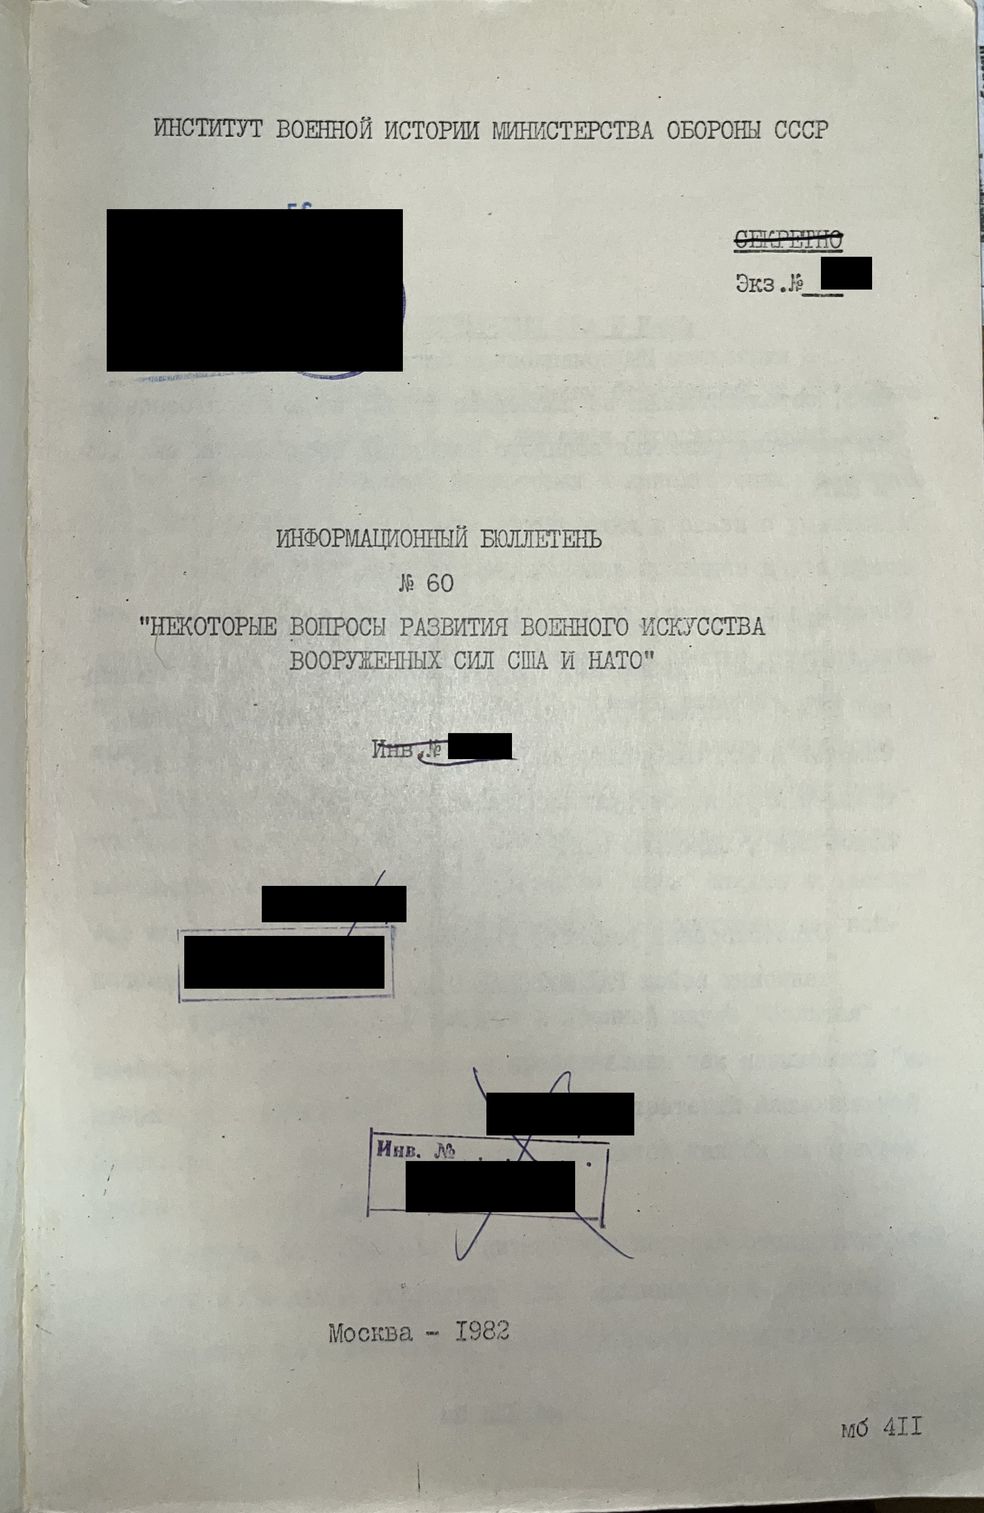 ИНСТИТУТ ВОЕННОЙ ИСТОРИИ МИНИСТЕРСТВА ОБОРОНЫ СССР
СЕКРЕТНО
Экз.№
ИНФОРМАЦИОННЫЙ БЮЛЛЕТЕНЬ
№ 60
"НЕКОТОРЫЕ ВОПРОСЫ РАЗВИТИЯ ВОЕННОГО ИСКУССТВА
ВООРУЖЕННЫХ СИЛ США И НАТО"
Инв.№
Инв. №
Москва - I982
мб 4II